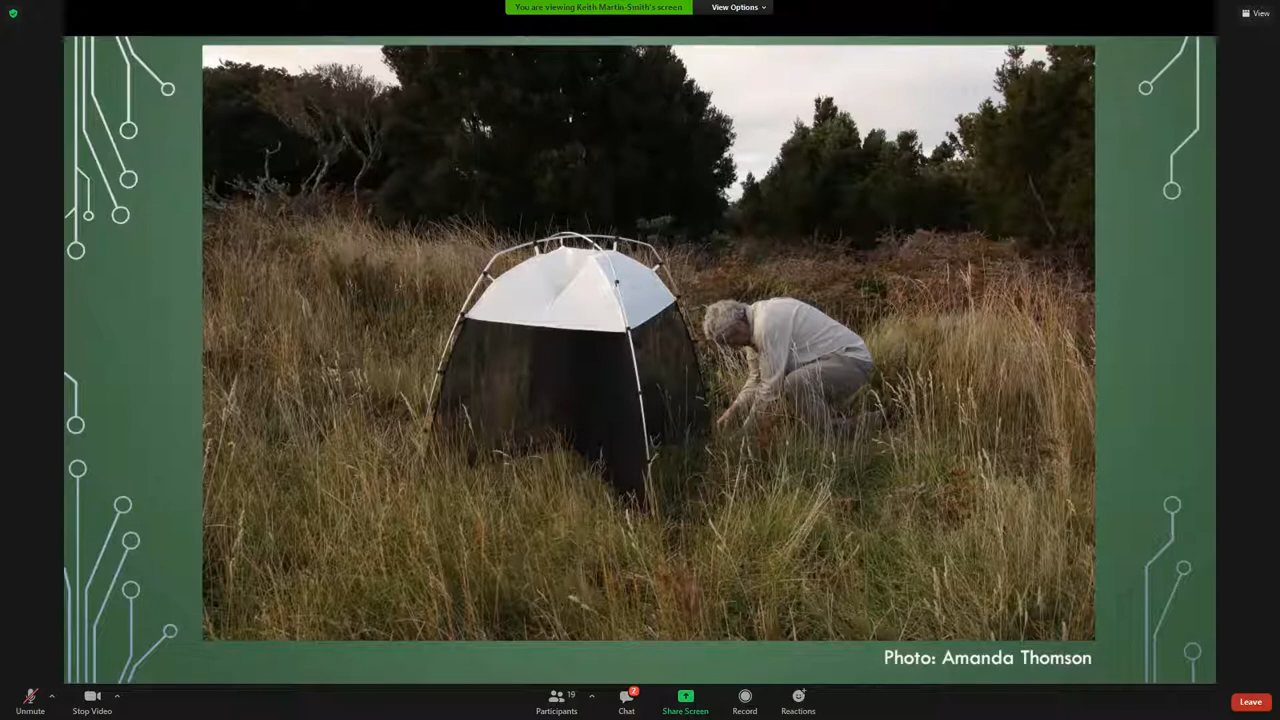 You are viewing Keith Martin-Smith's screen
View Options
View
Photo: Amanda Thomson
Unmute
Stop Video
19
Participants
2
Chat
Share Screen
Record
Reactions
Leave